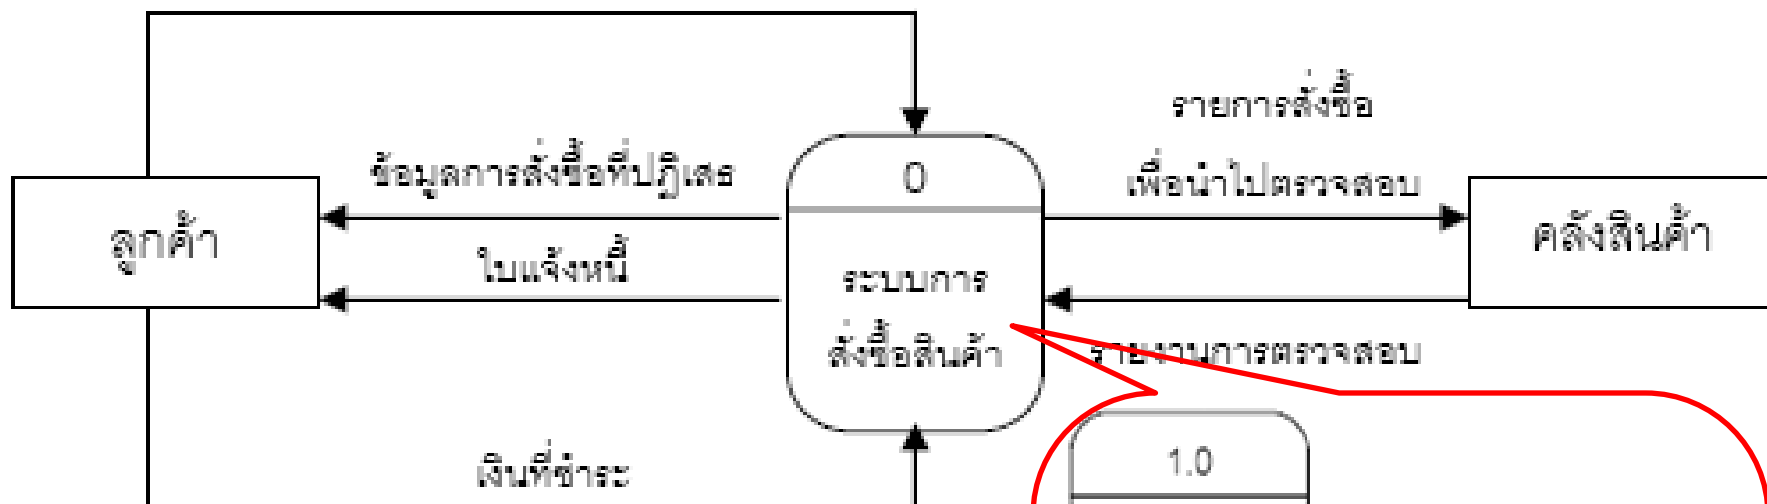 รายการสั่งซื้อ
ข้อมูลการสั่งซื้อที่ปฏิเสธ
0
เพื่อนำไปตรวจสอบ
ลูกค้า
ใบแจ้งหนี้
ระบบการ
สั่งซื้อสินค้า
คลังสินค้า
รายงานการตรวจสอบ
เงินที่ชำระ
1.0